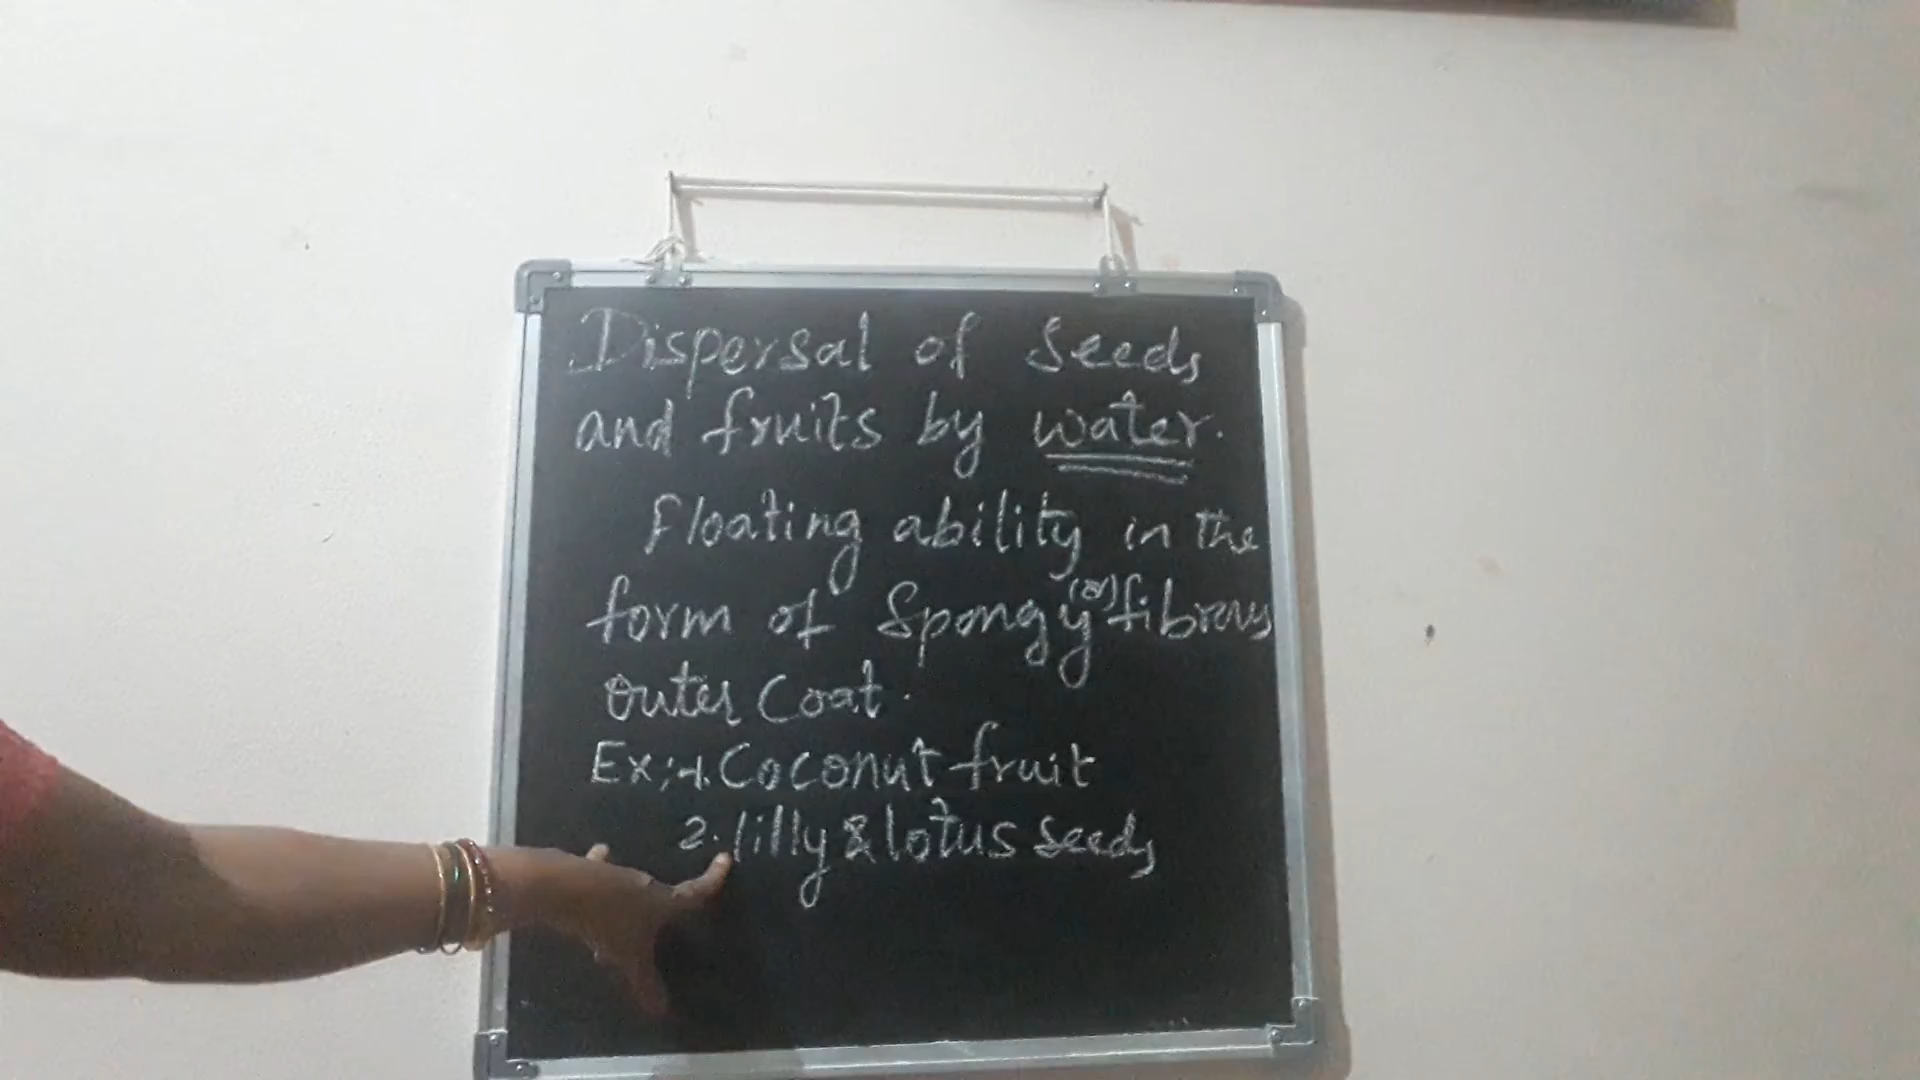 Dispersal of Seeds
and fruits by water.
Floating ability in the
form of Spongy (or) fibrous
outer Coat.
Ex:-1. Coconut fruit
2. lilly & lotus Seeds